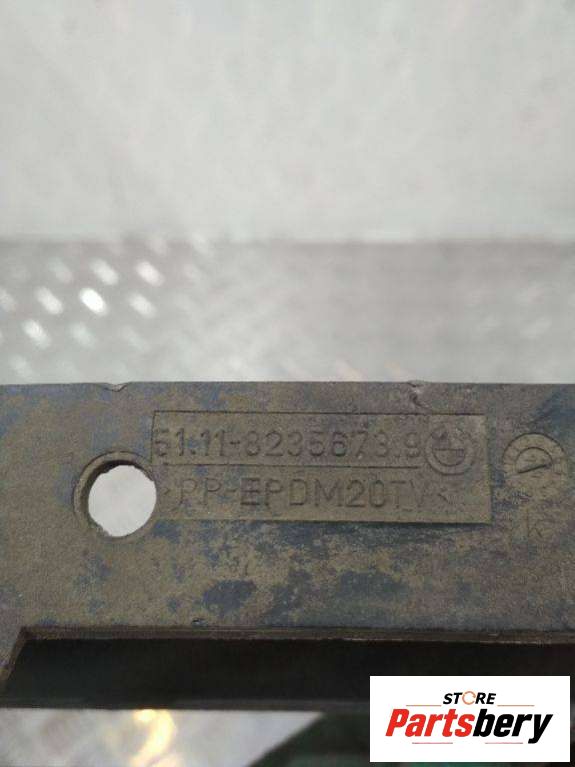 51.11-8235673.9
>PP-EPDM20TV<
STORE
Partsbery